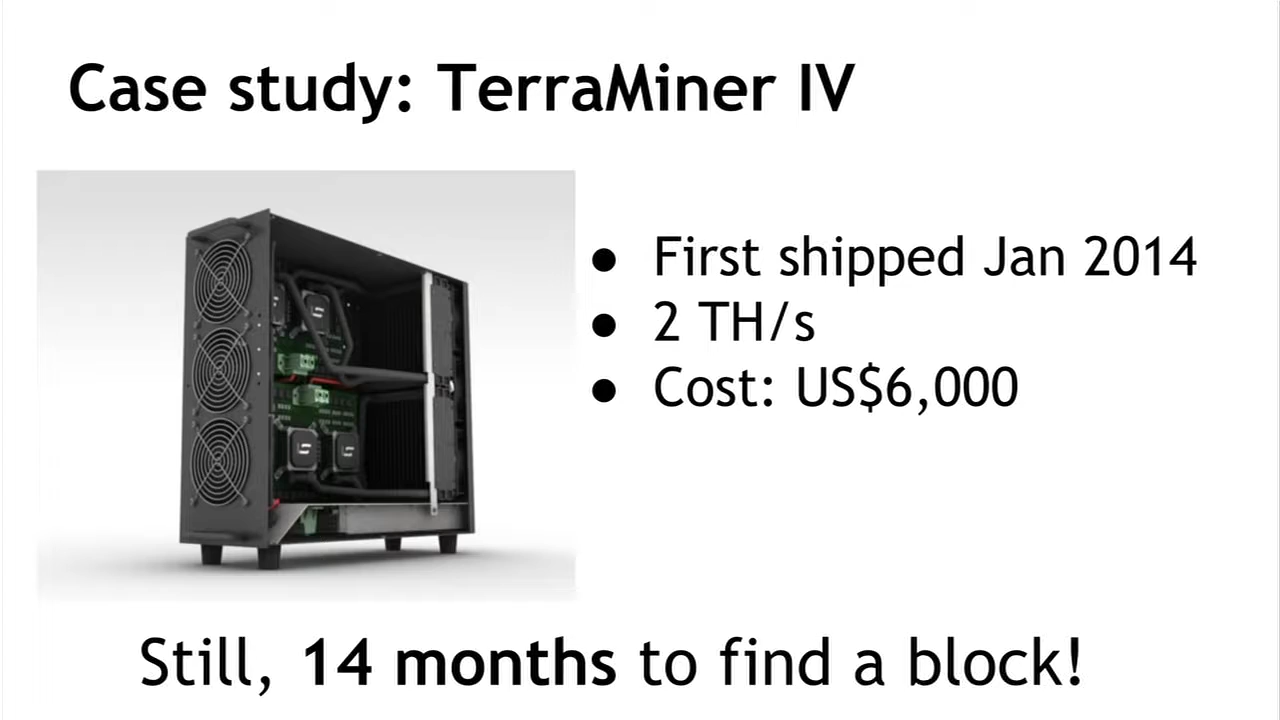 Case study: TerraMiner IV
● First shipped Jan 2014
● 2 TH/s
● Cost: US$6,000
Still, 14 months to find a block!